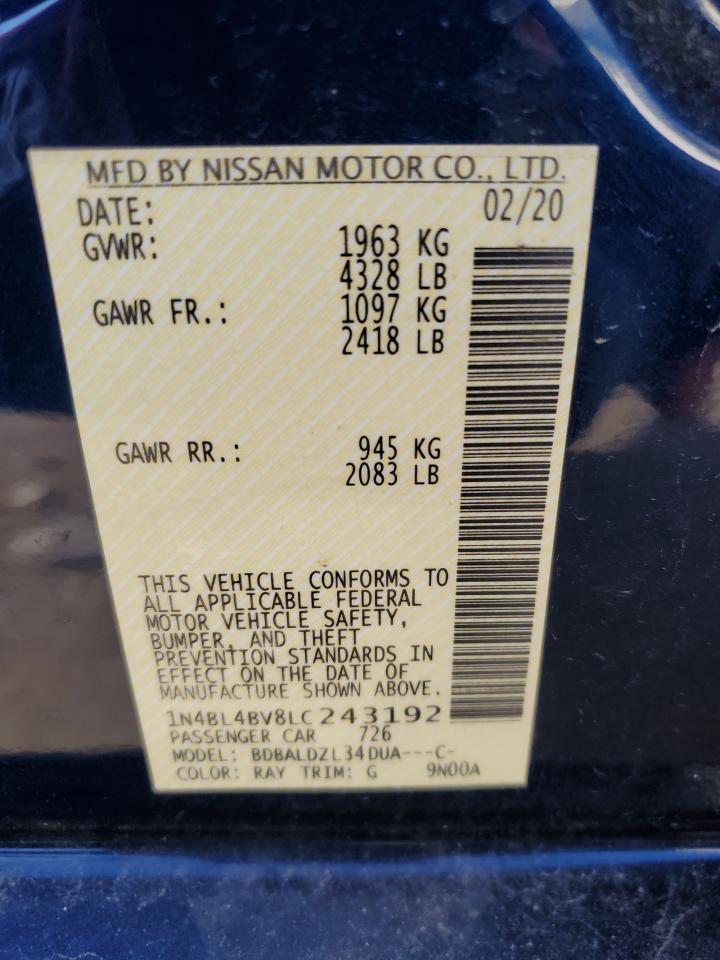 MFD BY NISSAN MOTOR CO., LTD.
DATE: 02/20
GVWR: 1963 KG
4328 LB
GAWR FR.: 1097 KG
2418 LB
GAWR RR.: 945 KG
2083 LB
THIS VEHICLE CONFORMS TO
ALL APPLICABLE FEDERAL
MOTOR VEHICLE SAFETY,
BUMPER, AND THEFT
PREVENTION STANDARDS IN
EFFECT ON THE DATE OF
MANUFACTURE SHOWN ABOVE.
1N4BL4BV8LC243192
PASSENGER CAR 726
MODEL: BDBALDZL34DUA---C-
COLOR: RAY TRIM: G 9N00A